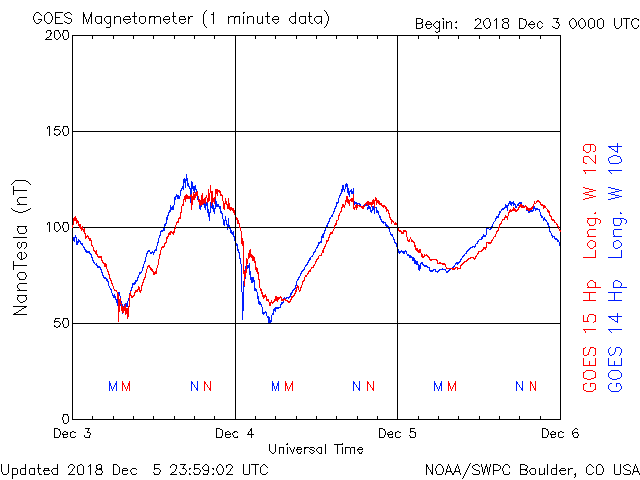 GOES Magnetometer (1 minute data)
Begin: 2018 Dec 3 0000 UTC
200
150
100
50
0
NanoTesla (nT)
M M N N M M N N M M N N
Dec 3 Dec 4 Dec 5 Dec 6
Universal Time
GOES 15 Hp Long. W 129
GOES 14 Hp Long. W 104
Updated 2018 Dec 5 23:59:02 UTC
NOAA/SWPC Boulder, CO USA